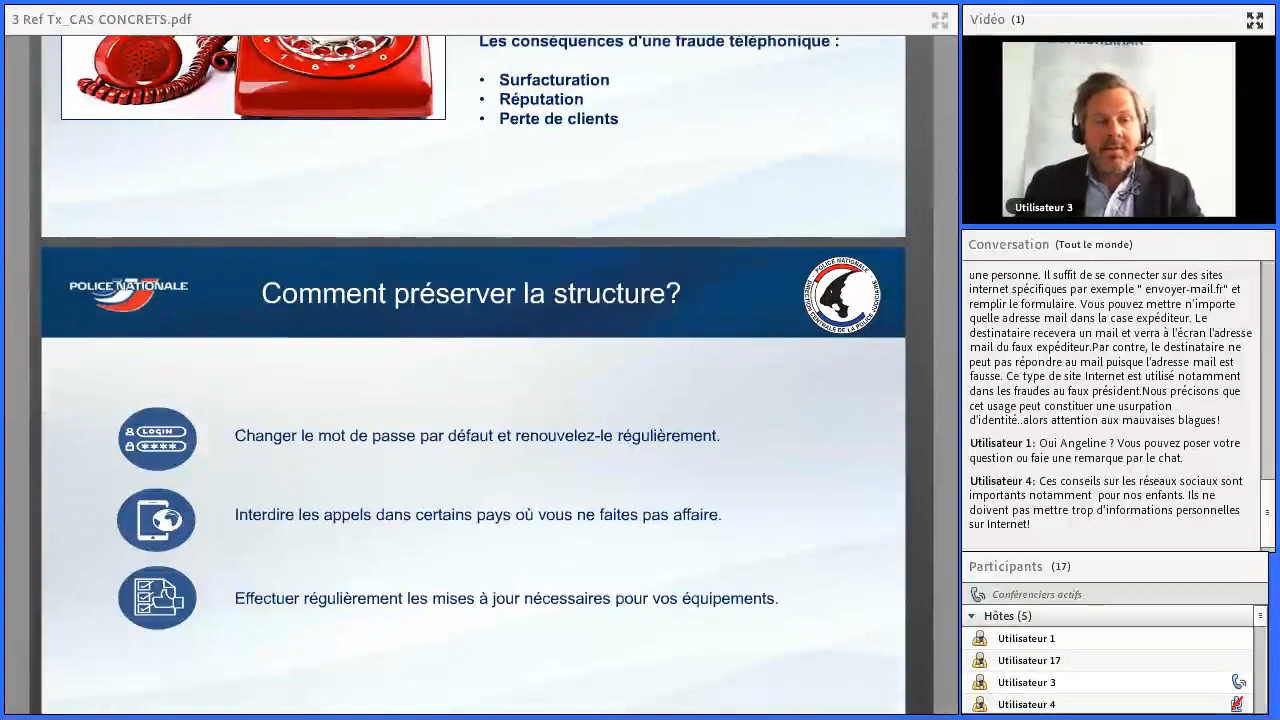 3 Ref Tx_CAS CONCRETS.pdf
Les conséquences d'une fraude téléphonique :
• Surfacturation
• Réputation
• Perte de clients
POLICE NATIONALE
Comment préserver la structure?
POLICE NATIONALE
DIRECTION CENTRALE DE LA POLICE JUDICIAIRE
LOGIN
****
Changer le mot de passe par défaut et renouvelez-le régulièrement.
Interdire les appels dans certains pays où vous ne faites pas affaire.
Effectuer régulièrement les mises à jour nécessaires pour vos équipements.
Vidéo (1)
Utilisateur 3
Conversation (Tout le monde)
une personne. Il suffit de se connecter sur des sites
internet spécifiques par exemple " envoyer-mail.fr" et
remplir le formulaire. Vous pouvez mettre n'importe
quelle adresse mail dans la case expéditeur. Le
destinataire recevera un mail et verra à l'écran l'adresse
mail du faux expéditeur.Par contre, le destinataire ne
peut pas répondre au mail puisque l'adresse mail est
fausse. Ce type de site Internet est utilisé notamment
dans les fraudes au faux président.Nous précisons que
cet usage peut constituer une usurpation
d'identité..alors attention aux mauvaises blagues!
Utilisateur 1: Oui Angeline ? Vous pouvez poser votre
question ou faie une remarque par le chat.
Utilisateur 4: Ces conseils sur les réseaux sociaux sont
importants notamment pour nos enfants. Ils ne
doivent pas mettre trop d'informations personnelles
sur Internet!
Participants (17)
Conférenciers actifs
Hôtes (5)
Utilisateur 1
Utilisateur 17
Utilisateur 3
Utilisateur 4